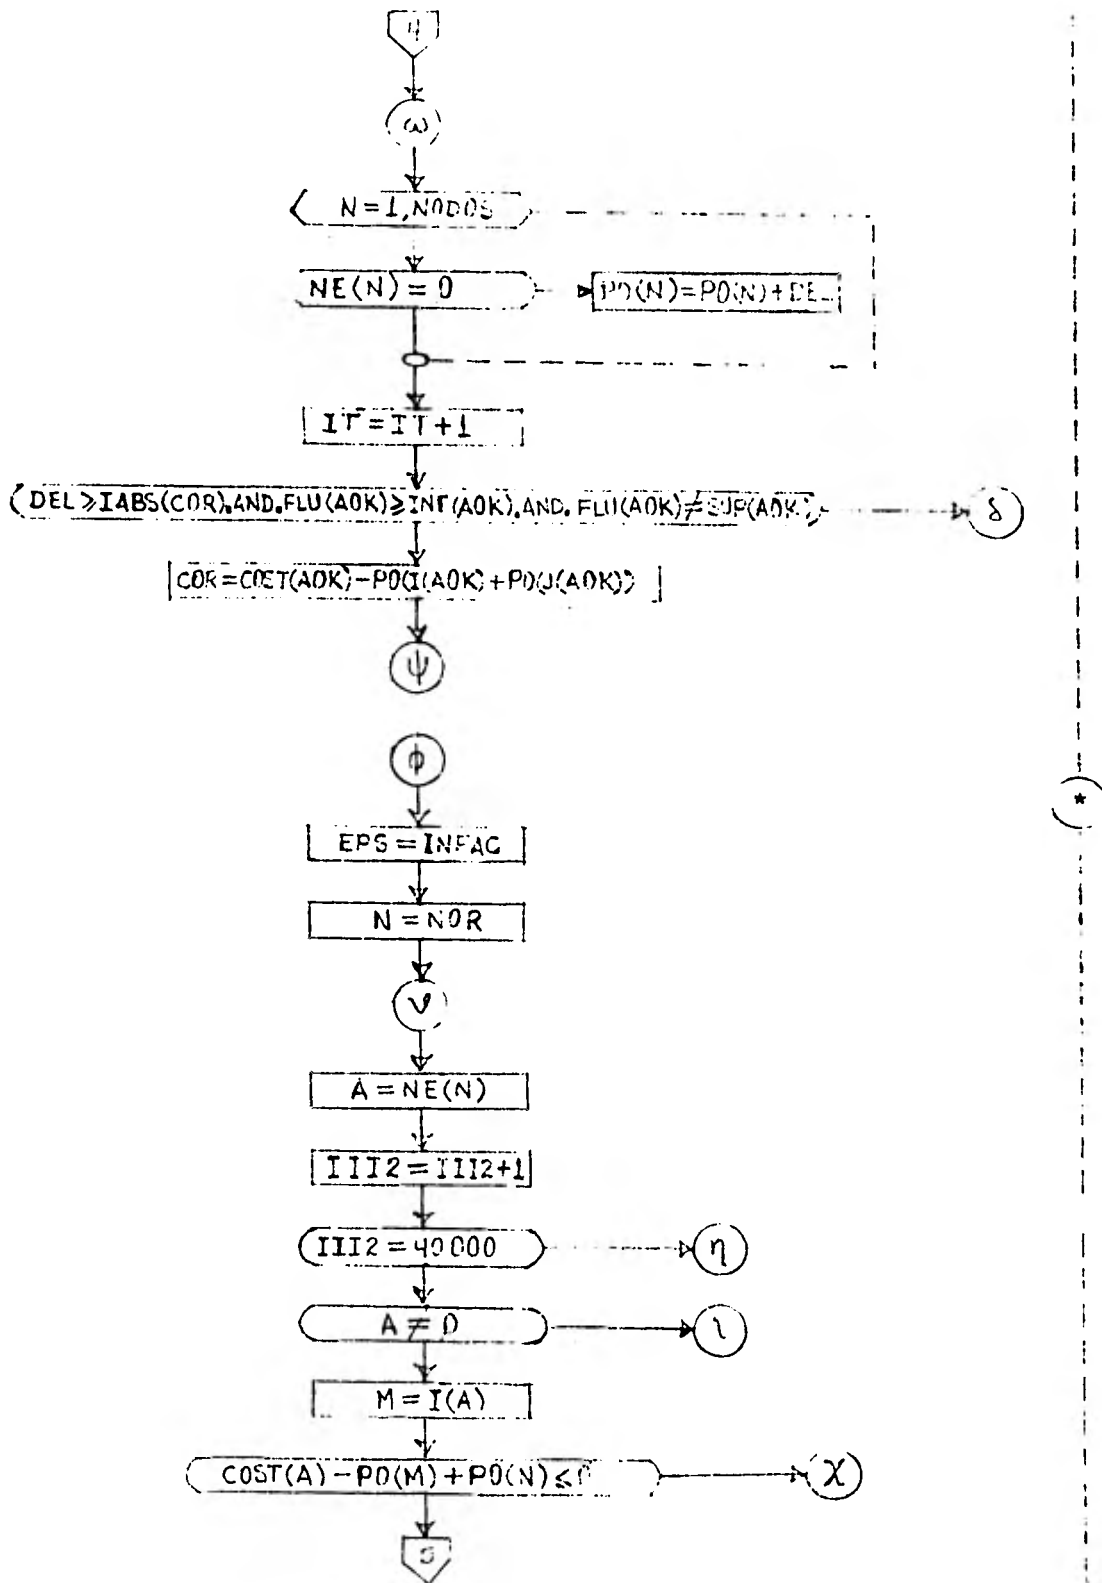 4
ω
N=1,NODOS
NE(N)=0
PO(N)=PO(N)+DEL
IT=IT+1
DEL≥IABS(COR).AND.FLU(AOK)≥INF(AOK).AND.FLU(AOK)≠SUP(AOK)
δ
COR=COST(AOK)-PO(I(AOK)+PO(J(AOK))
ψ
φ
*
EPS=INFAC
N=NOR
ν
A=NE(N)
III2=III2+1
III2=40000
η
A≠0
ι
M=I(A)
COST(A)-PO(M)+PO(N)≤0
χ
5